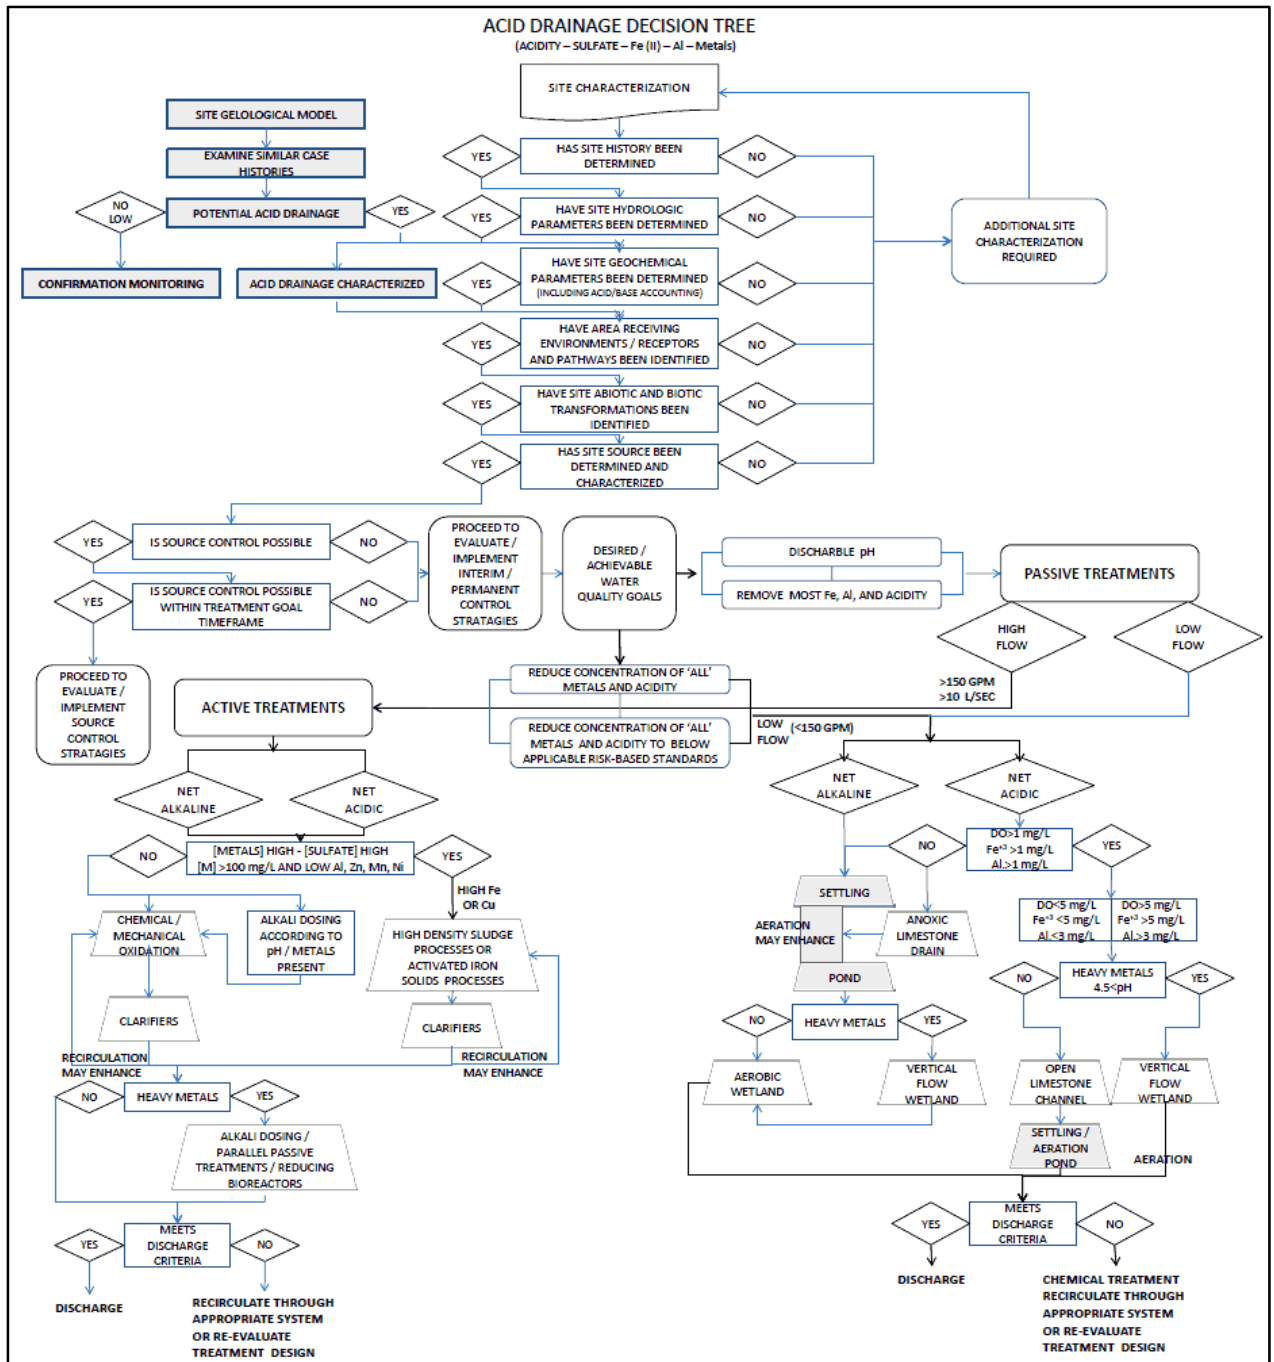 ACID DRAINAGE DECISION TREE
(ACIDITY – SULFATE – Fe (II) – Al – Metals)
SITE CHARACTERIZATION
SITE GELOLOGICAL MODEL
EXAMINE SIMILAR CASE
HISTORIES
NO
LOW
POTENTIAL ACID DRAINAGE
YES
CONFIRMATION MONITORING
ACID DRAINAGE CHARACTERIZED
YES
HAS SITE HISTORY BEEN
DETERMINED
NO
YES
HAVE SITE HYDROLOGIC
PARAMETERS BEEN DETERMINED
NO
YES
HAVE SITE GEOCHEMICAL
PARAMETERS BEEN DETERMINED
(INCLUDING ACID/BASE ACCOUNTING)
NO
YES
HAVE AREA RECEIVING
ENVIRONMENTS / RECEPTORS
AND PATHWAYS BEEN IDENTIFIED
NO
YES
HAVE SITE ABIOTIC AND BIOTIC
TRANSFORMATIONS BEEN
IDENTIFIED
NO
YES
HAS SITE SOURCE BEEN
DETERMINED AND
CHARACTERIZED
NO
ADDITIONAL SITE
CHARACTERIZATION
REQUIRED
YES
IS SOURCE CONTROL POSSIBLE
NO
YES
IS SOURCE CONTROL POSSIBLE
WITHIN TREATMENT GOAL
TIMEFRAME
NO
PROCEED TO
EVALUATE /
IMPLEMENT
SOURCE
CONTROL
STRATAGIES
PROCEED TO
EVALUATE /
IMPLEMENT
INTERIM /
PERMANENT
CONTROL
STRATAGIES
DESIRED /
ACHIEVABLE
WATER
QUALITY GOALS
DISCHARBLE pH
REMOVE MOST Fe, Al, AND ACIDITY
PASSIVE TREATMENTS
HIGH
FLOW
LOW
FLOW
>150 GPM
>10 L/SEC
REDUCE CONCENTRATION OF 'ALL'
METALS AND ACIDITY
REDUCE CONCENTRATION OF 'ALL'
METALS AND ACIDITY TO BELOW
APPLICABLE RISK-BASED STANDARDS
LOW (<150 GPM)
FLOW
ACTIVE TREATMENTS
NET
ALKALINE
NET
ACIDIC
NO
[METALS] HIGH - [SULFATE] HIGH
[M] >100 mg/L AND LOW Al, Zn, Mn, Ni
YES
HIGH Fe
OR Cu
CHEMICAL /
MECHANICAL
OXIDATION
ALKALI DOSING
ACCORDING TO
pH / METALS
PRESENT
HIGH DENSITY SLUDGE
PROCESSES OR
ACTIVATED IRON
SOLIDS PROCESSES
CLARIFIERS
CLARIFIERS
RECIRCULATION
MAY ENHANCE
RECIRCULATION
MAY ENHANCE
NO
HEAVY METALS
YES
ALKALI DOSING /
PARALLEL PASSIVE
TREATMENTS / REDUCING
BIOREACTORS
YES
MEETS
DISCHARGE
CRITERIA
NO
DISCHARGE
RECIRCULATE THROUGH
APPROPRIATE SYSTEM
OR RE-EVALUATE
TREATMENT DESIGN
NET
ALKALINE
NET
ACIDIC
NO
DO>1 mg/L
Fe+3 >1 mg/L
Al.>1 mg/L
YES
SETTLING
AERATION
MAY ENHANCE
POND
ANOXIC
LIMESTONE
DRAIN
DO<5 mg/L
Fe+3 <5 mg/L
Al.<3 mg/L
DO>5 mg/L
Fe+3 >5 mg/L
Al.>3 mg/L
NO
HEAVY METALS
4.5<pH
YES
NO
HEAVY METALS
YES
AEROBIC
WETLAND
VERTICAL
FLOW
WETLAND
OPEN
LIMESTONE
CHANNEL
VERTICAL
FLOW WETLAND
SETTLING /
AERATION
POND
AERATION
YES
MEETS
DISCHARGE
CRITERIA
NO
DISCHARGE
CHEMICAL TREATMENT
RECIRCULATE THROUGH
APPROPRIATE SYSTEM
OR RE-EVALUATE
TREATMENT DESIGN